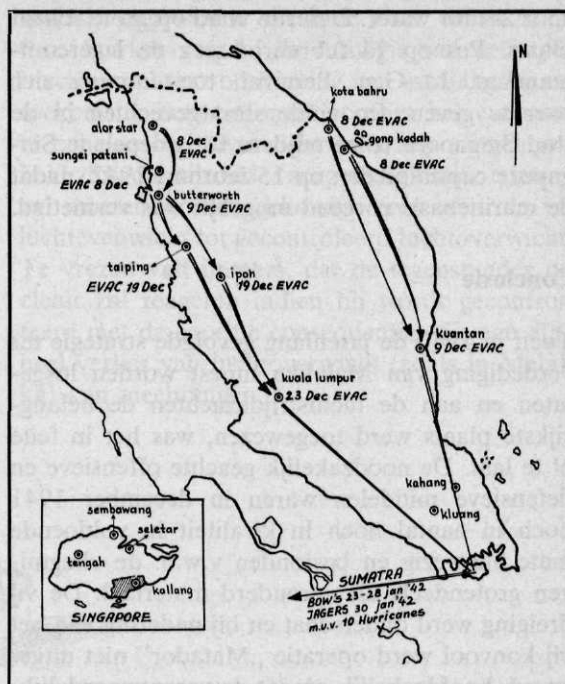 N
kota bahru
8 Dec EVAC
gong kedah
8 Dec
EVAC
alor star
8 Dec
EVAC
sungei patani
EVAC 8 Dec
butterworth
9 Dec EVAC
taiping
EVAC 19 Dec
ipoh
19 Dec EVAC
kuantan
9 Dec EVAC
kuala lumpur
23 Dec EVAC
kahang
kluang
sembawang
seletar
tengah
kallang
SINGAPORE
SUMATRA
BOW'S 23-28 jan '42
JAGERS 30 jan '42
m.u.v. 10 Hurricanes